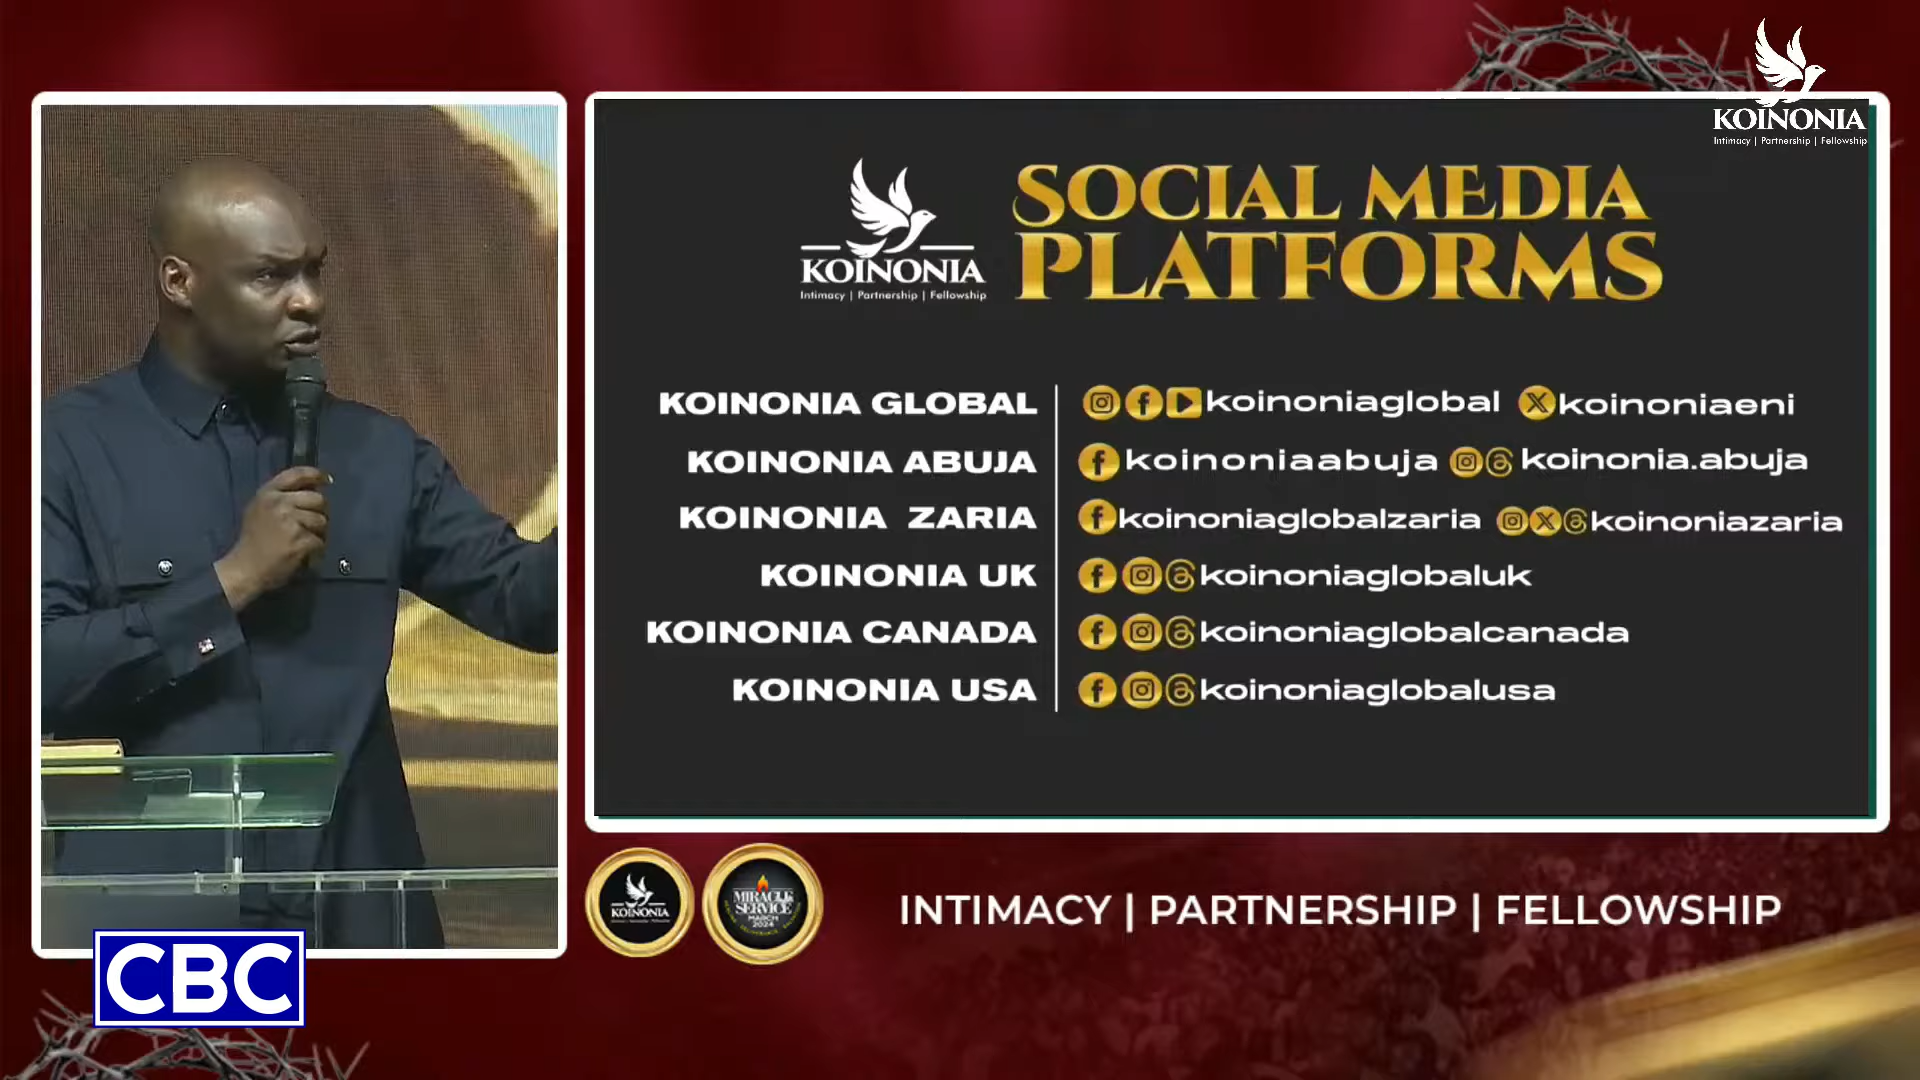 KOINONIA
Intimacy | Partnership | Fellowship
KOINONIA
Intimacy | Partnership | Fellowship
SOCIAL MEDIA
PLATFORMS
KOINONIA GLOBAL koinoniaglobal koinoniaeni
KOINONIA ABUJA koinoniaabuja koinonia.abuja
KOINONIA ZARIA koinoniaglobalzaria koinoniazaria
KOINONIA UK koinoniaglobaluk
KOINONIA CANADA koinoniaglobalcanada
KOINONIA USA koinoniaglobalusa
KOINONIA
MIRACLE
SERVICE
MARCH
2024
INTIMACY | PARTNERSHIP | FELLOWSHIP
CBC